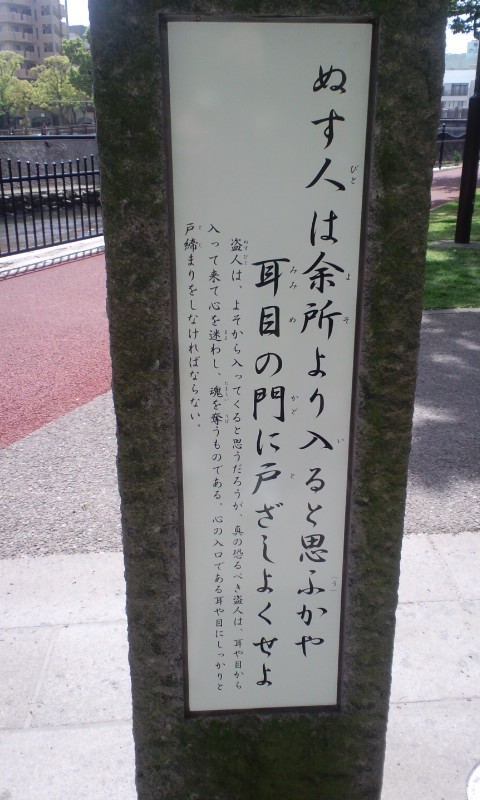 ぬす人は余所より入ると思ふかや
耳目の門に戸ざしよくせよ
盗人は、よそから入ってくると思うだろうが、真の恐るべき盗人は、耳や目から
入って来て心を迷わし、魂を奪うものである。心の入口である耳や目にしっかりと
戸締まりをしなければならない。